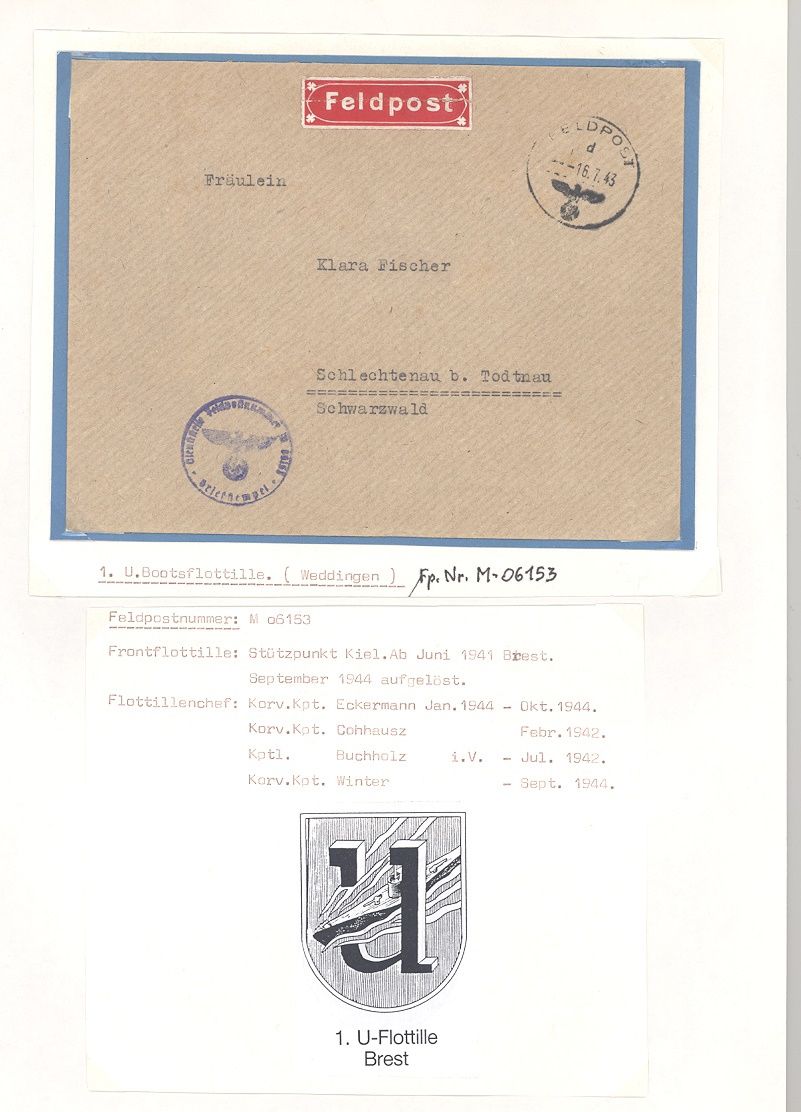 Feldpost
FELDPOST
d
16.7.43
Fräulein
Klara Fischer
Schlechtenau b. Todtnau
Schwarzwald
Dienststelle Feldpostnummer
Briefstempel
1. U.Bootsflottille. ( Weddingen ) Fp. Nr. M-06153
Feldpostnummer: M o6153
Frontflottille: Stützpunkt Kiel.Ab Juni 1941 Brest.
September 1944 aufgelöst.
Flottillenchef: Korv.Kpt. Eckermann Jan.1944 - Okt.1944.
Korv.Kpt. Cohhausz Febr.1942.
Kptl. Buchholz i.V. - Jul. 1942.
Korv.Kpt. Winter - Sept. 1944.
U
1. U-Flottille
Brest